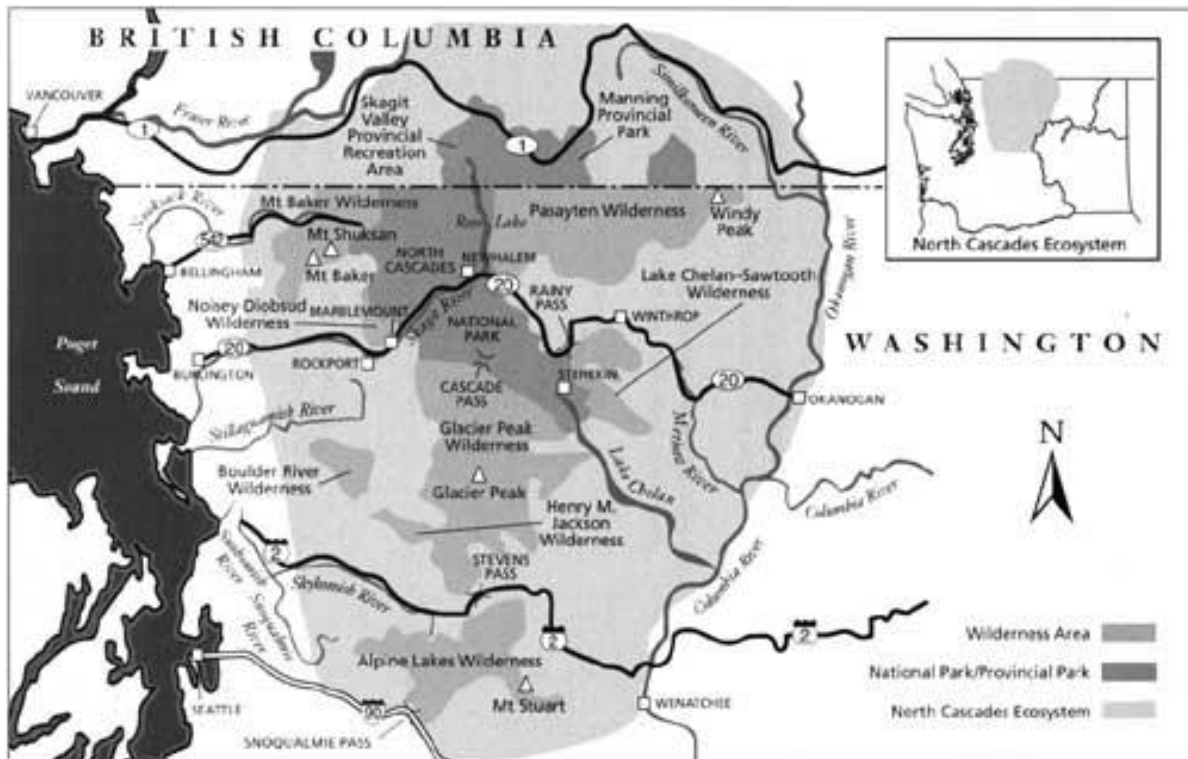 BRITISH COLUMBIA
VANCOUVER
1
Fraser River
Skagit
Valley
Provincial
Recreation
Area
1
Manning
Provincial
Park
Similkameen River
Nooksack River
Mt Baker Wilderness
Ross Lake
Pasayten Wilderness
Windy
Peak
North Cascades Ecosystem
Mt Shuksan
BELLINGHAM
Mt Baker
NORTH
CASCADES
NEWHALEM
20
RAINY
PASS
Lake Chelan-Sawtooth
Wilderness
Okanogan River
Noisey Diobsud
Wilderness
MARBLEMOUNT
Skagit River
NATIONAL
PARK
WINTHROP
WASHINGTON
Puget
Sound
20
BURLINGTON
ROCKPORT
CASCADE
PASS
STEHEKIN
20
OKANOGAN
Stillaguamish River
Glacier Peak
Wilderness
Methow River
N
Boulder River
Wilderness
Glacier Peak
Lake Chelan
Columbia River
Henry M.
Jackson
Wilderness
2
Skykomish River
STEVENS
PASS
Columbia River
Snohomish
River
Snoqualmie
River
2
2
Alpine Lakes Wilderness
Mt Stuart
SEATTLE
90
SNOQUALMIE PASS
WENATCHEE
Wilderness Area
National Park/Provincial Park
North Cascades Ecosystem